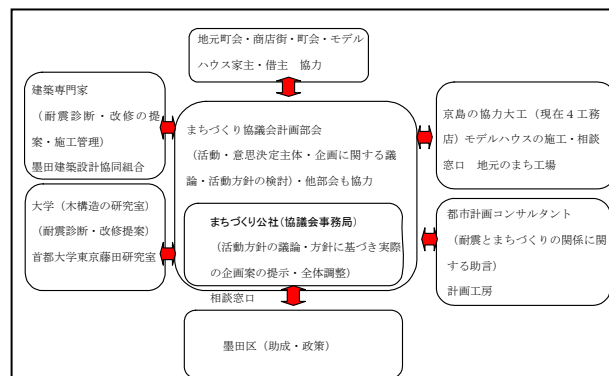 地元町会・商店街・町会・モデル
ハウス家主・借主 協力
建築専門家
（耐震診断・改修の提
案・施工管理）
墨田建築設計協同組合
大学（木構造の研究室）
（耐震診断・改修提案）
首都大学東京藤田研究室
まちづくり協議会計画部会
（活動・意思決定主体・企画に関する議
論・活動方針の検討）・他部会も協力
まちづくり公社(協議会事務局)
（活動方針の議論・方針に基づき実際
の企画案の提示・全体調整）
相談窓口
京島の協力大工（現在４工務
店）モデルハウスの施工・相談
窓口 地元のまち工場
都市計画コンサルタント
（耐震とまちづくりの関係に関
する助言）
計画工房
墨田区（助成・政策）